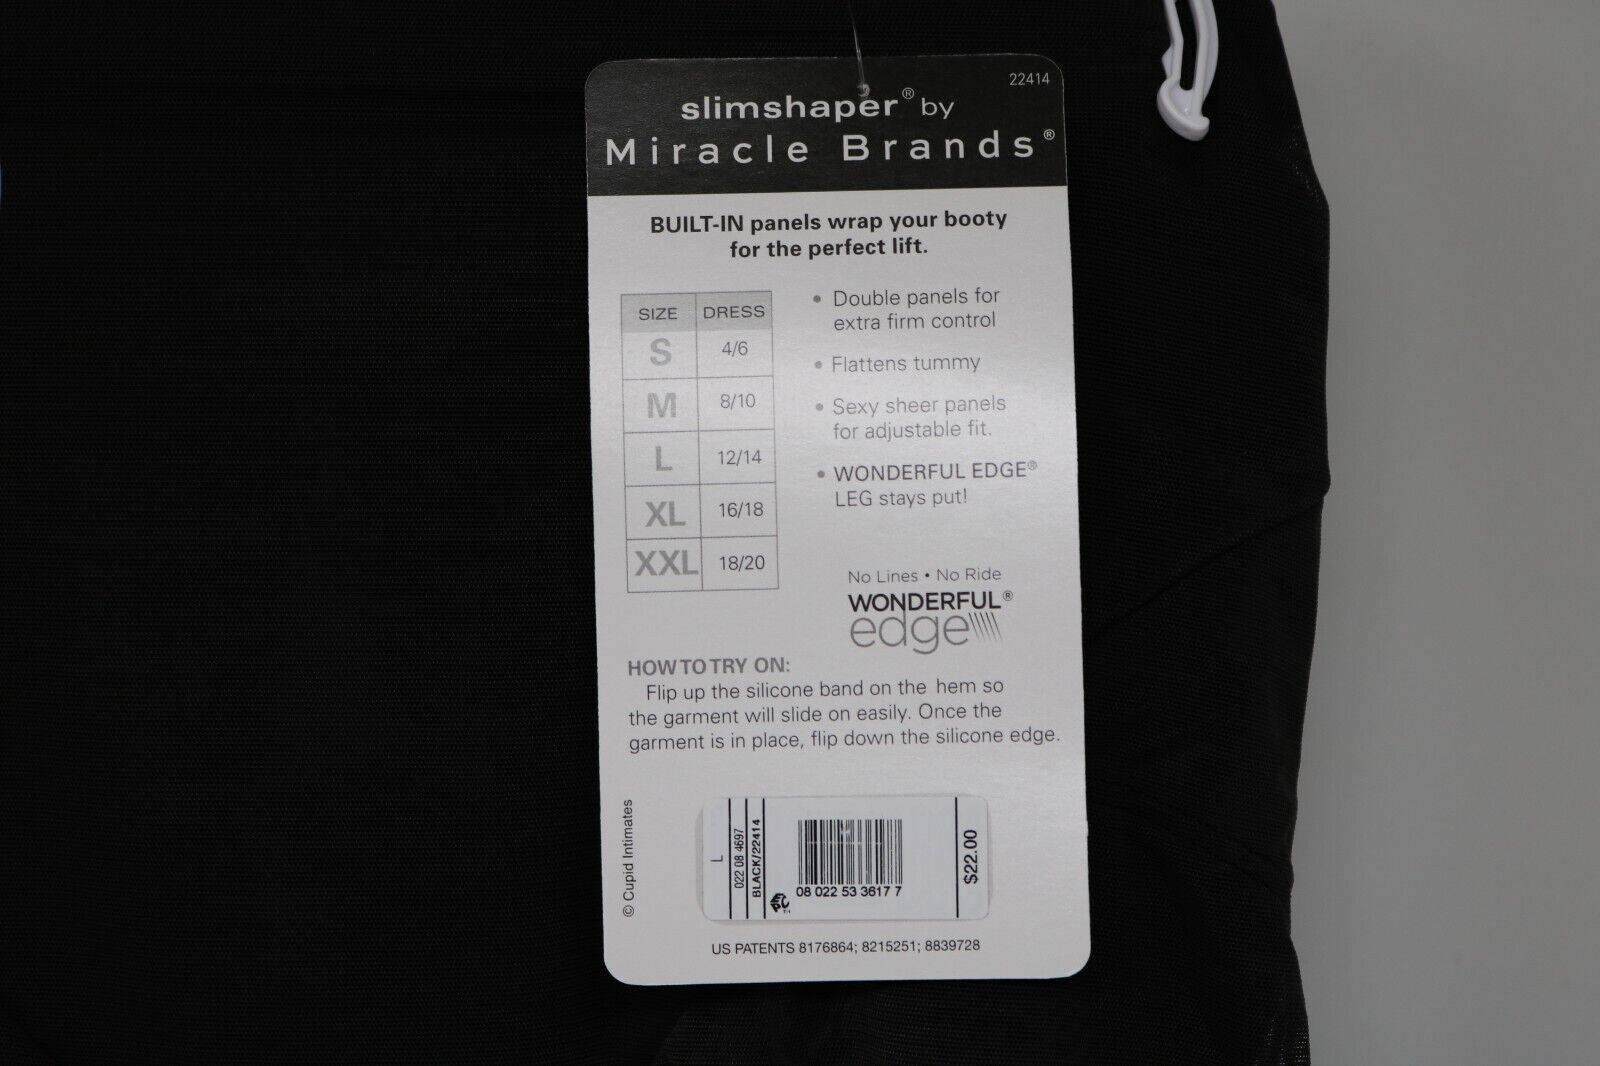 22414
slimshaper® by
Miracle Brands®
BUILT-IN panels wrap your booty
for the perfect lift.
SIZE DRESS
S 4/6
M 8/10
L 12/14
XL 16/18
XXL 18/20
• Double panels for
extra firm control
• Flattens tummy
• Sexy sheer panels
for adjustable fit.
• WONDERFUL EDGE®
LEG stays put!
No Lines • No Ride
WONDERFUL®
edge
HOW TO TRY ON:
Flip up the silicone band on the hem so
the garment will slide on easily. Once the
garment is in place, flip down the silicone edge.
© Cupid Intimates
L
022 08 4697
BLACK/22414
08 022 53 3617 7
$22.00
US PATENTS 8176864; 8215251; 8839728